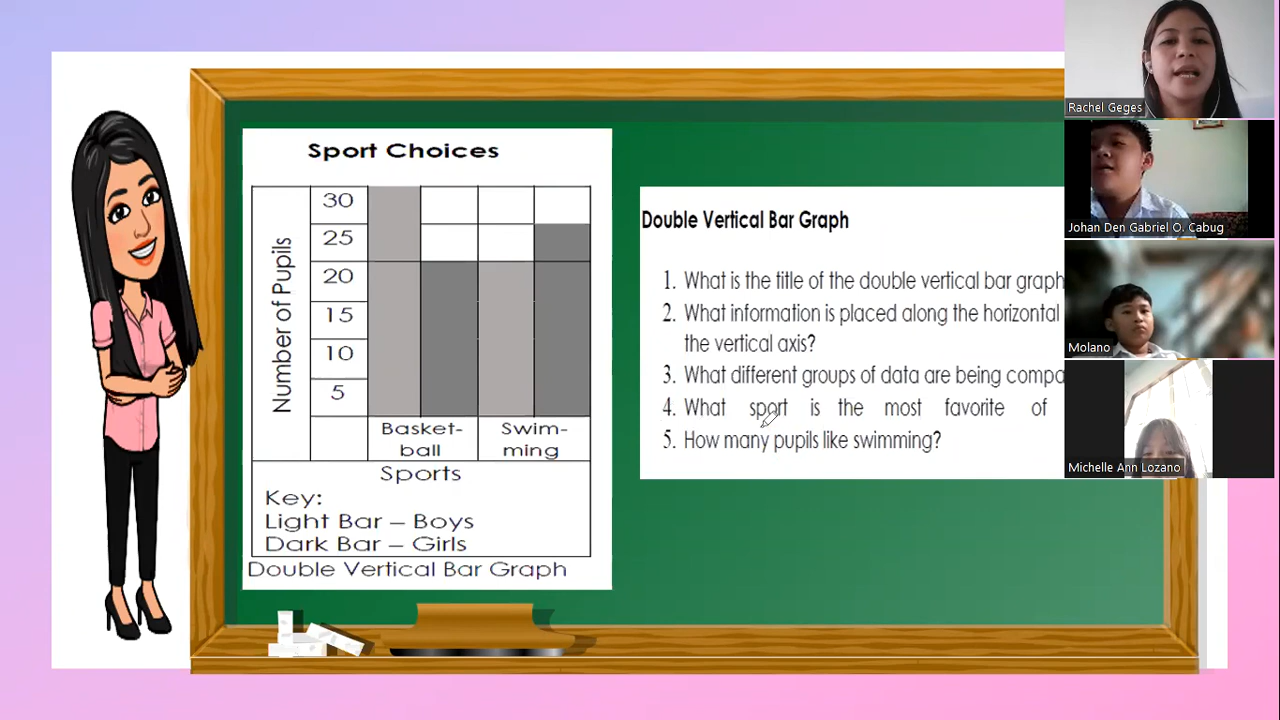 Sport Choices
Number of Pupils
30
25
20
15
10
5
Basket-
ball
Swim-
ming
Sports
Key:
Light Bar – Boys
Dark Bar – Girls
Double Vertical Bar Graph
Double Vertical Bar Graph
1. What is the title of the double vertical bar graph
2. What information is placed along the horizontal
the vertical axis?
3. What different groups of data are being compa
4. What sport is the most favorite of
5. How many pupils like swimming?
Rachel Geges
Johan Den Gabriel O. Cabug
Molano
Michelle Ann Lozano